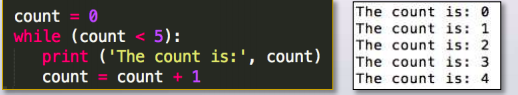 count = 0
while (count < 5):
    print ('The count is:', count)
    count = count + 1
The count is: 0
The count is: 1
The count is: 2
The count is: 3
The count is: 4